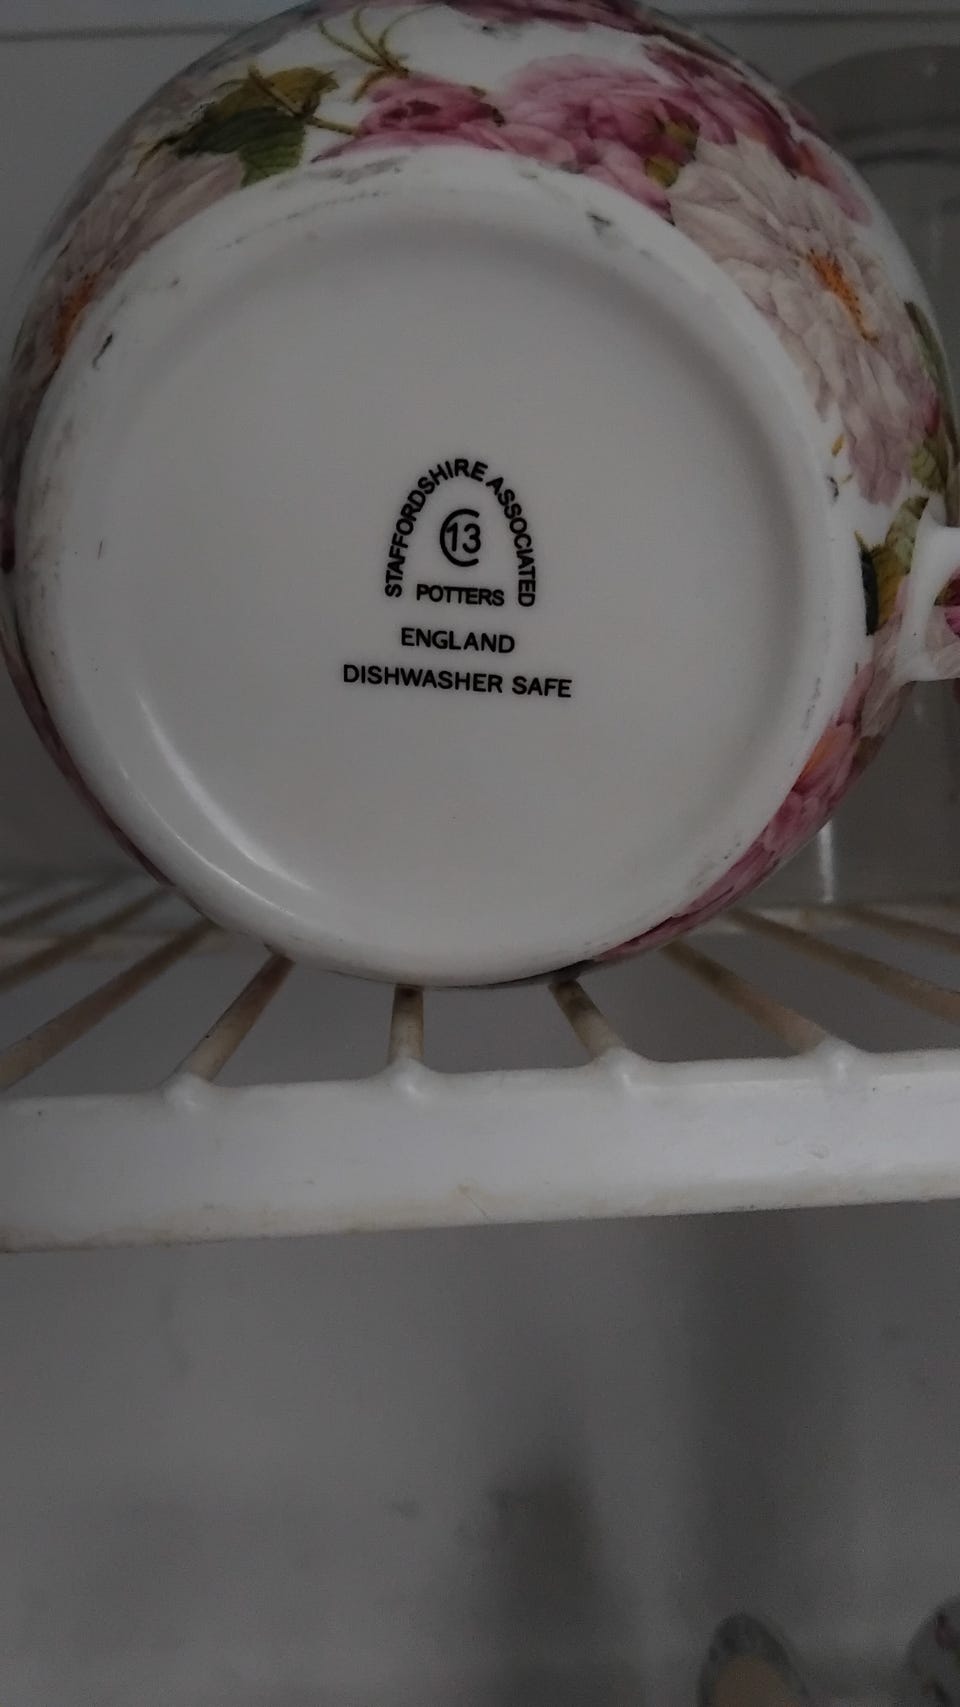 STAFFORDSHIRE ASSOCIATED
13
POTTERS
ENGLAND
DISHWASHER SAFE